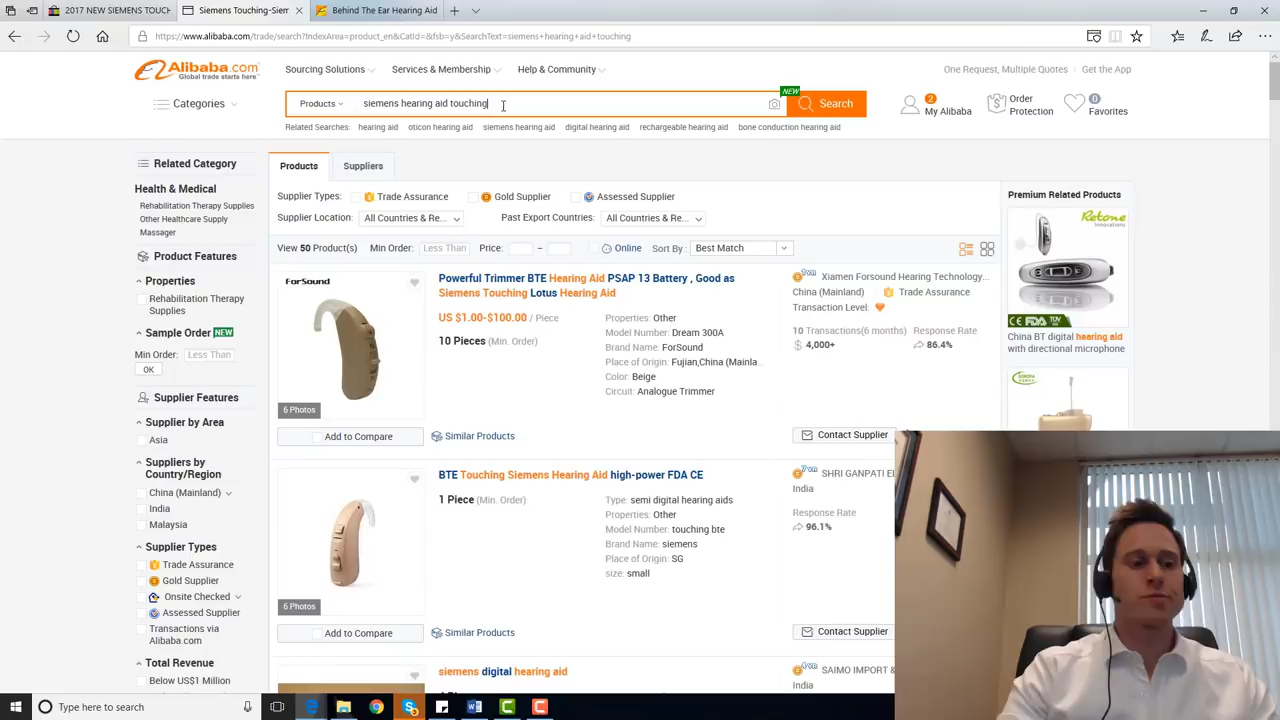 2017 NEW SIEMENS TOUCH
Siemens Touching-Siem
Behind The Ear Hearing Aid
https://www.alibaba.com/trade/search?IndexArea=product_en&CatId=&fsb=y&SearchText=siemens+hearing+aid+touching
Alibaba.com
Global trade starts here
Sourcing Solutions
Services & Membership
Help & Community
One Request, Multiple Quotes
Get the App
Categories
Products
siemens hearing aid touching
NEW
Search
2
My Alibaba
Order Protection
0
Favorites
Related Searches: hearing aid oticon hearing aid siemens hearing aid digital hearing aid rechargeable hearing aid bone conduction hearing aid
Related Category
Health & Medical
Rehabilitation Therapy Supplies
Other Healthcare Supply
Massager
Product Features
Properties
Rehabilitation Therapy
Supplies
Sample Order NEW
Min Order: Less Than
OK
Supplier Features
Supplier by Area
Asia
Suppliers by
Country/Region
China (Mainland)
India
Malaysia
Supplier Types
Trade Assurance
Gold Supplier
Onsite Checked
Assessed Supplier
Transactions via
Alibaba.com
Total Revenue
Below US$1 Million
Products
Suppliers
Supplier Types: Trade Assurance Gold Supplier Assessed Supplier
Supplier Location: All Countries & Re... Past Export Countries: All Countries & Re...
View 50 Product(s) Min Order: Less Than Price: – Online Sort By : Best Match
ForSound
6 Photos
Add to Compare
Powerful Trimmer BTE Hearing Aid PSAP 13 Battery , Good as
Siemens Touching Lotus Hearing Aid
US $1.00-$100.00 / Piece
10 Pieces (Min. Order)
Properties: Other
Model Number: Dream 300A
Brand Name: ForSound
Place of Origin: Fujian,China (Mainla...
Color: Beige
Circuit: Analogue Trimmer
Similar Products
Xiamen Forsound Hearing Technology...
China (Mainland) Trade Assurance
Transaction Level:
10 Transactions(6 months) Response Rate
$ 4,000+ 86.4%
Contact Supplier
6 Photos
Add to Compare
BTE Touching Siemens Hearing Aid high-power FDA CE
1 Piece (Min. Order)
Type: semi digital hearing aids
Properties: Other
Model Number: touching bte
Brand Name: siemens
Place of Origin: SG
size: small
Similar Products
SHRI GANPATI
India
Response Rate
96.1%
Contact Supplier
siemens digital hearing aid
SAIMO IMPORT &
India
Premium Related Products
Retone
Innovations
FDA CE TUV
China BT digital hearing aid
with directional microphone
Type here to search